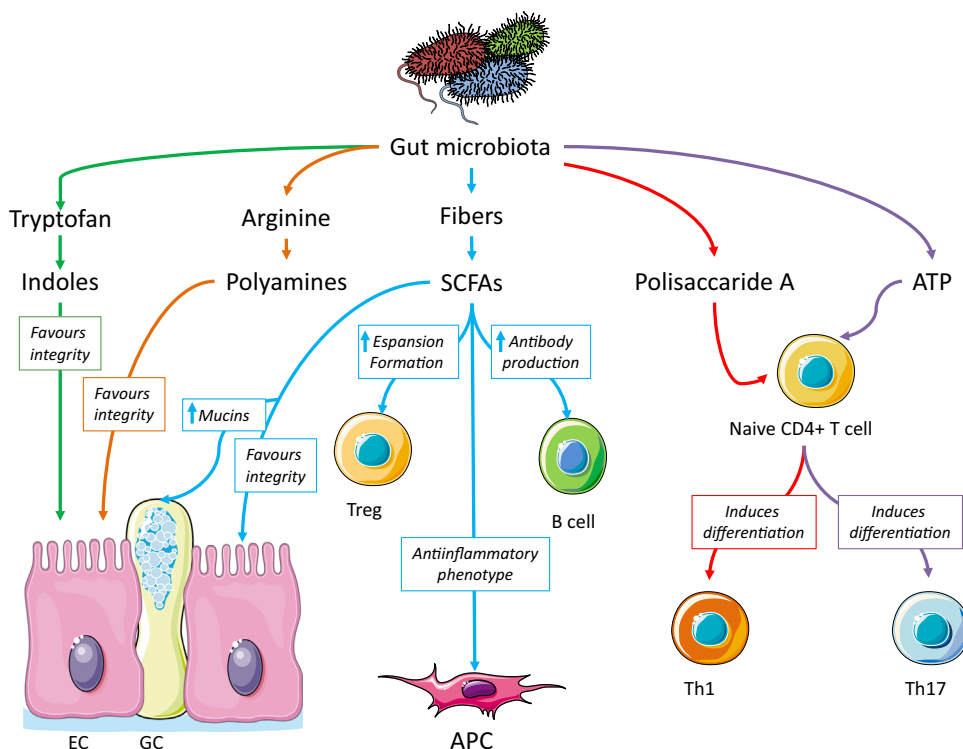 Gut microbiota
Tryptofan
Arginine
Fibers
Indoles
Polyamines
SCFAs
Polisaccaride A
ATP
Favours
integrity
Espansion
Formation
Antibody
production
Favours
integrity
Mucins
Naive CD4+ T cell
Favours
integrity
Treg
B cell
Induces
differentiation
Induces
differentiation
Antiinflammatory
phenotype
Th1
Th17
EC
GC
APC